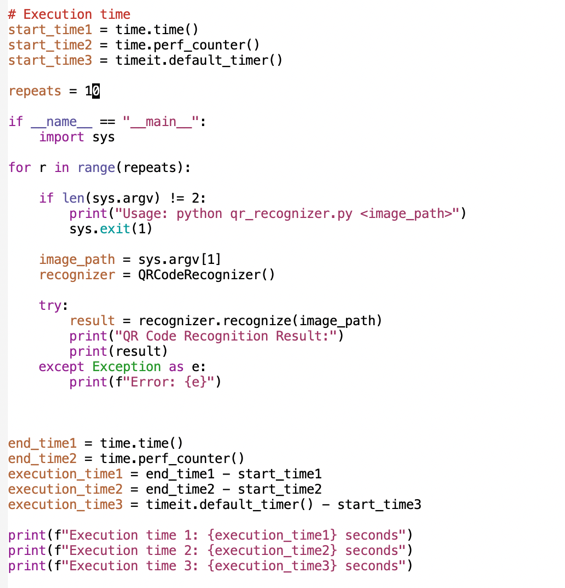 # Execution time
start_time1 = time.time()
start_time2 = time.perf_counter()
start_time3 = timeit.default_timer()

repeats = 10

if __name__ == "__main__":
    import sys

for r in range(repeats):

    if len(sys.argv) != 2:
        print("Usage: python qr_recognizer.py <image_path>")
        sys.exit(1)

    image_path = sys.argv[1]
    recognizer = QRCodeRecognizer()

    try:
        result = recognizer.recognize(image_path)
        print("QR Code Recognition Result:")
        print(result)
    except Exception as e:
        print(f"Error: {e}")

end_time1 = time.time()
end_time2 = time.perf_counter()
execution_time1 = end_time1 - start_time1
execution_time2 = end_time2 - start_time2
execution_time3 = timeit.default_timer() - start_time3

print(f"Execution time 1: {execution_time1} seconds")
print(f"Execution time 2: {execution_time2} seconds")
print(f"Execution time 3: {execution_time3} seconds")